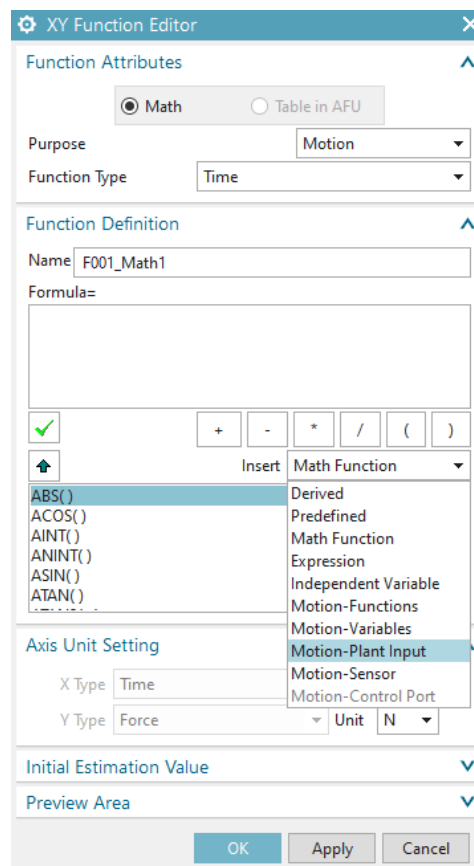 XY Function Editor
Function Attributes
Math
Table in AFU
Purpose
Motion
Function Type
Time
Function Definition
Name
F001_Math1
Formula=
+ - * / ( )
Insert
Math Function
ABS( )
ACOS( )
AINT( )
ANINT( )
ASIN( )
ATAN( )
Derived
Predefined
Math Function
Expression
Independent Variable
Motion-Functions
Motion-Variables
Motion-Plant Input
Motion-Sensor
Motion-Control Port
Axis Unit Setting
X Type
Time
Y Type
Force
Unit
N
Initial Estimation Value
Preview Area
OK
Apply
Cancel